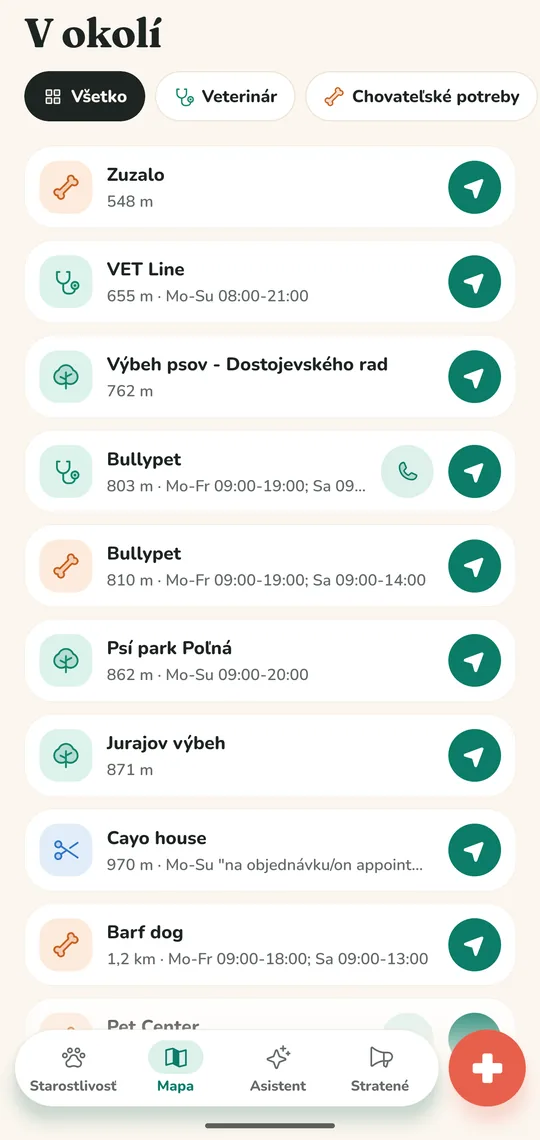 V okolí
Všetko
Veterinár
Chovateľské potreby
Zuzalo
548 m
VET Line
655 m · Mo-Su 08:00-21:00
Výbeh psov - Dostojevského rad
762 m
Bullypet
803 m · Mo-Fr 09:00-19:00; Sa 09...
Bullypet
810 m · Mo-Fr 09:00-19:00; Sa 09:00-14:00
Psí park Poľná
862 m · Mo-Su 09:00-20:00
Jurajov výbeh
871 m
Cayo house
970 m · Mo-Su "na objednávku/on appoint...
Barf dog
1,2 km · Mo-Fr 09:00-18:00; Sa 09:00-13:00
Pet Center
Starostlivosť
Mapa
Asistent
Stratené